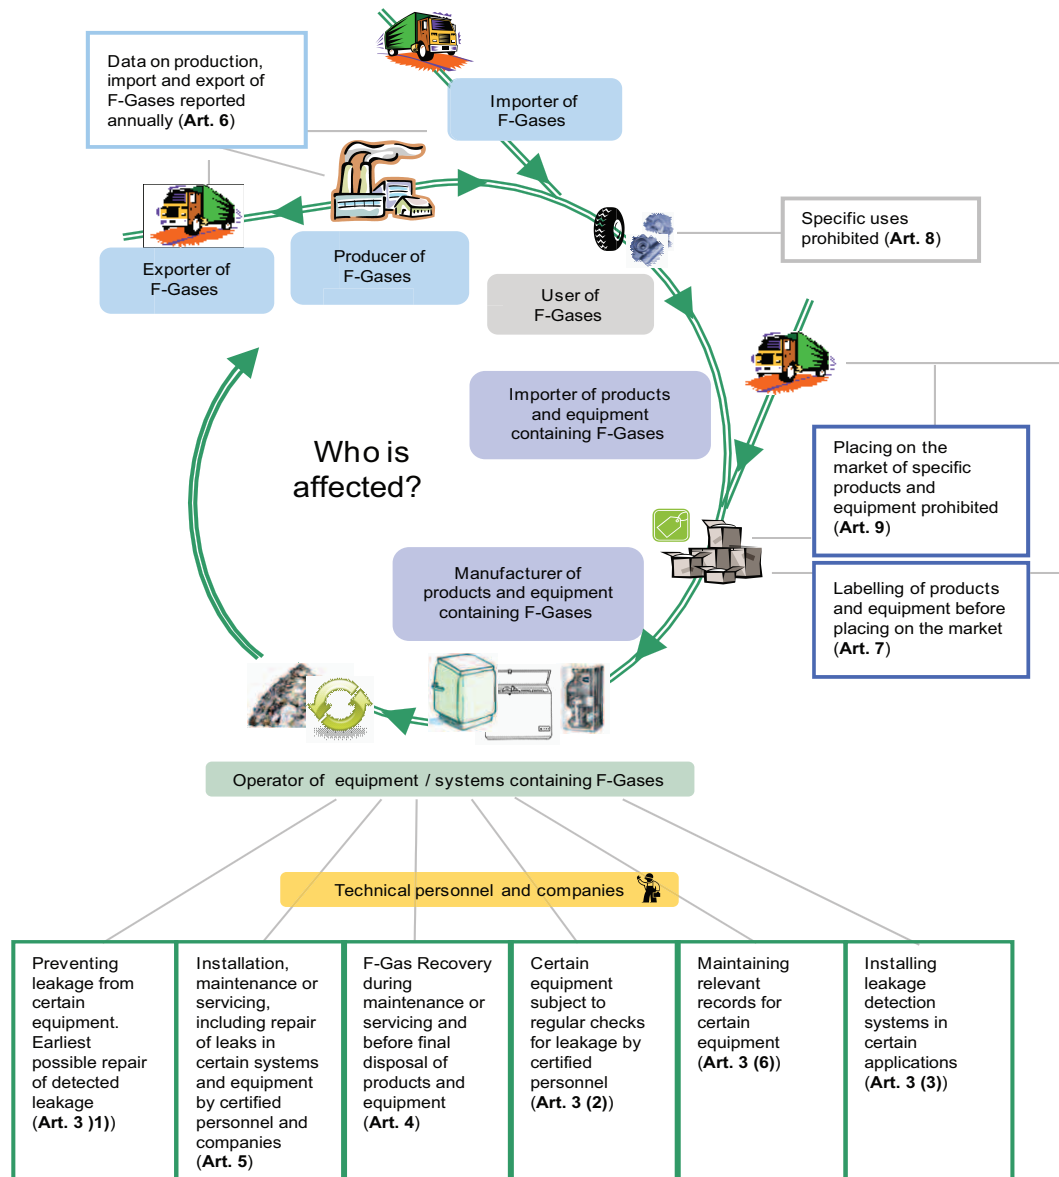 Data on production,
import and export of
F-Gases reported
annually (Art. 6)
Importer of
F-Gases
Exporter of
F-Gases
Producer of
F-Gases
Specific uses
prohibited (Art. 8)
User of
F-Gases
Importer of products
and equipment
containing F-Gases
Who is
affected?
Placing on the
market of specific
products and
equipment prohibited
(Art. 9)
Manufacturer of
products and equipment
containing F-Gases
Labelling of products
and equipment before
placing on the market
(Art. 7)
Operator of equipment / systems containing F-Gases
Technical personnel and companies
Preventing
leakage from
certain
equipment.
Earliest
possible repair
of detected
leakage
(Art. 3 )1))
Installation,
maintenance or
servicing,
including repair
of leaks in
certain systems
and equipment
by certified
personnel and
companies
(Art. 5)
F-Gas Recovery
during
maintenance or
servicing and
before final
disposal of
products and
equipment
(Art. 4)
Certain
equipment
subject to
regular checks
for leakage by
certified
personnel
(Art. 3 (2))
Maintaining
relevant
records for
certain
equipment
(Art. 3 (6))
Installing
leakage
detection
systems in
certain
applications
(Art. 3 (3))